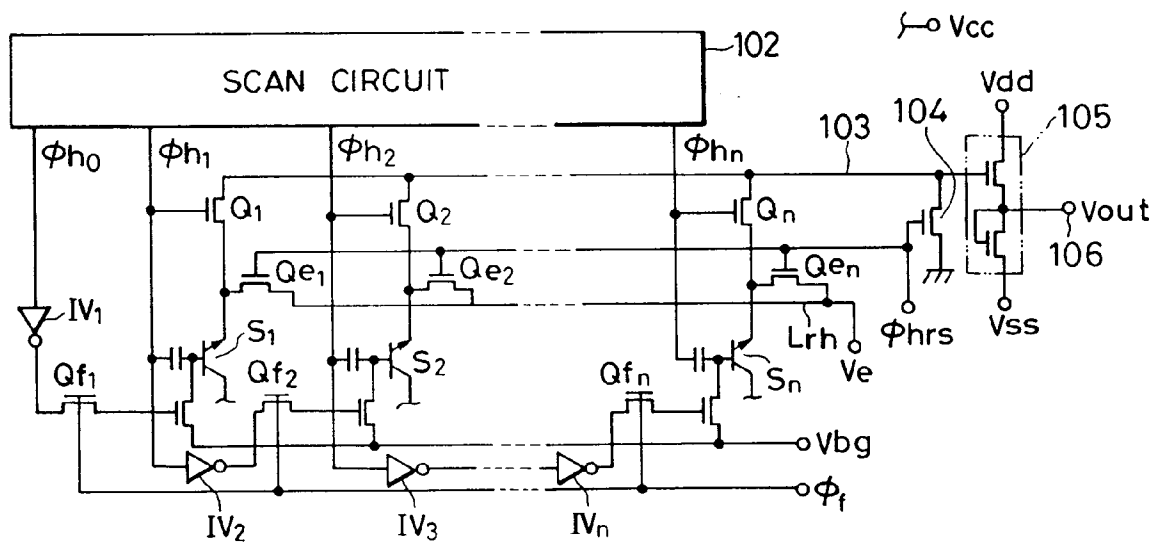 102
Vcc
SCAN CIRCUIT
Vdd
104
105
103
ϕh0
ϕh1
ϕh2
ϕhn
Q1
Q2
Qn
Vout
106
Qe1
Qe2
Qen
IV1
S1
S2
Sn
Lrh
ϕhrs
Vss
Ve
Qf1
Qf2
Qfn
Vbg
ϕf
IV2
IV3
IVn